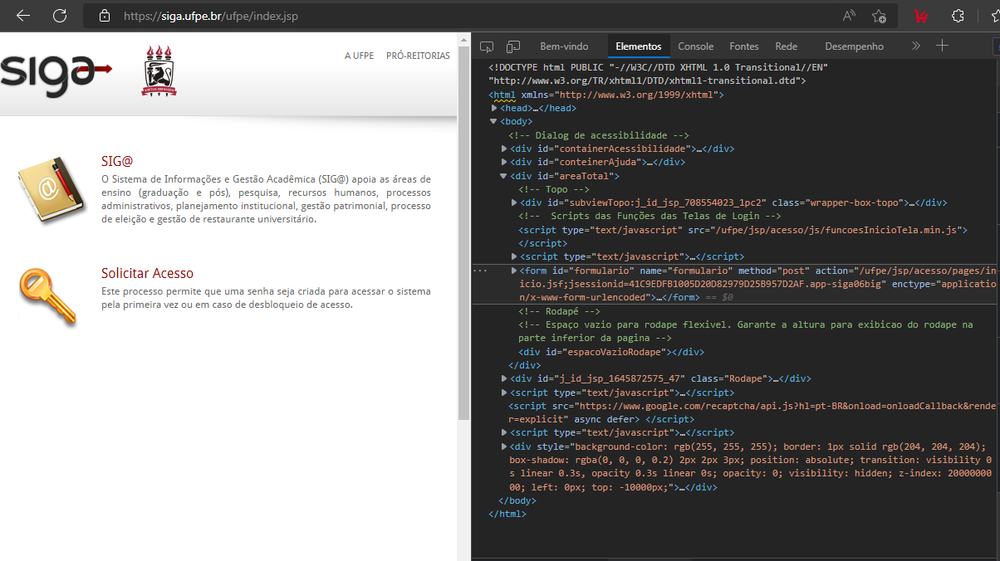 https://siga.ufpe.br/ufpe/index.jsp
siga
VIRTUS IMPAVIDA
A UFPE PRÓ-REITORIAS
SIG@
O Sistema de Informações e Gestão Acadêmica (SIG@) apoia as áreas de
ensino (graduação e pós), pesquisa, recursos humanos, processos
administrativos, planejamento institucional, gestão patrimonial, processo
de eleição e gestão de restaurante universitário.
Solicitar Acesso
Este processo permite que uma senha seja criada para acessar o sistema
pela primeira vez ou em caso de desbloqueio de acesso.
Bem-vindo Elementos Console Fontes Rede Desempenho
<!DOCTYPE html PUBLIC "-//W3C//DTD XHTML 1.0 Transitional//EN"
"http://www.w3.org/TR/xhtml1/DTD/xhtml1-transitional.dtd">
<html xmlns="http://www.w3.org/1999/xhtml">
<head>…</head>
<body>
<!-- Dialog de acessibilidade -->
<div id="containerAcessibilidade">…</div>
<div id="conteinerAjuda">…</div>
<div id="areaTotal">
<!-- Topo -->
<div id="subviewTopo:j_id_jsp_708554023_1pc2" class="wrapper-box-topo">…</div>
<!--  Scripts das Funções das Telas de Login -->
<script type="text/javascript" src="/ufpe/jsp/acesso/js/funcoesInicioTela.min.js">
</script>
<script type="text/javascript">…</script>
<form id="formulario" name="formulario" method="post" action="/ufpe/jsp/acesso/pages/in
icio.jsf;jsessionid=41C9EDFB1005D20D82979D25B957D2AF.app-siga06big" enctype="applicatio
n/x-www-form-urlencoded">…</form> == $0
<!-- Rodapé -->
<!-- Espaço vazio para rodape flexivel. Garante a altura para exibicao do rodape na
parte inferior da pagina -->
<div id="espacoVazioRodape"></div>
</div>
<div id="j_id_jsp_1645872575_47" class="Rodape">…</div>
<script type="text/javascript">…</script>
<script src="https://www.google.com/recaptcha/api.js?hl=pt-BR&onload=onloadCallback&rende
r=explicit" async defer> </script>
<script type="text/javascript">…</script>
<div style="background-color: rgb(255, 255, 255); border: 1px solid rgb(204, 204, 204);
box-shadow: rgba(0, 0, 0, 0.2) 2px 2px 3px; position: absolute; transition: visibility 0
s linear 0.3s, opacity 0.3s linear 0s; opacity: 0; visibility: hidden; z-index: 20000000
00; left: 0px; top: -10000px;">…</div>
</body>
</html>